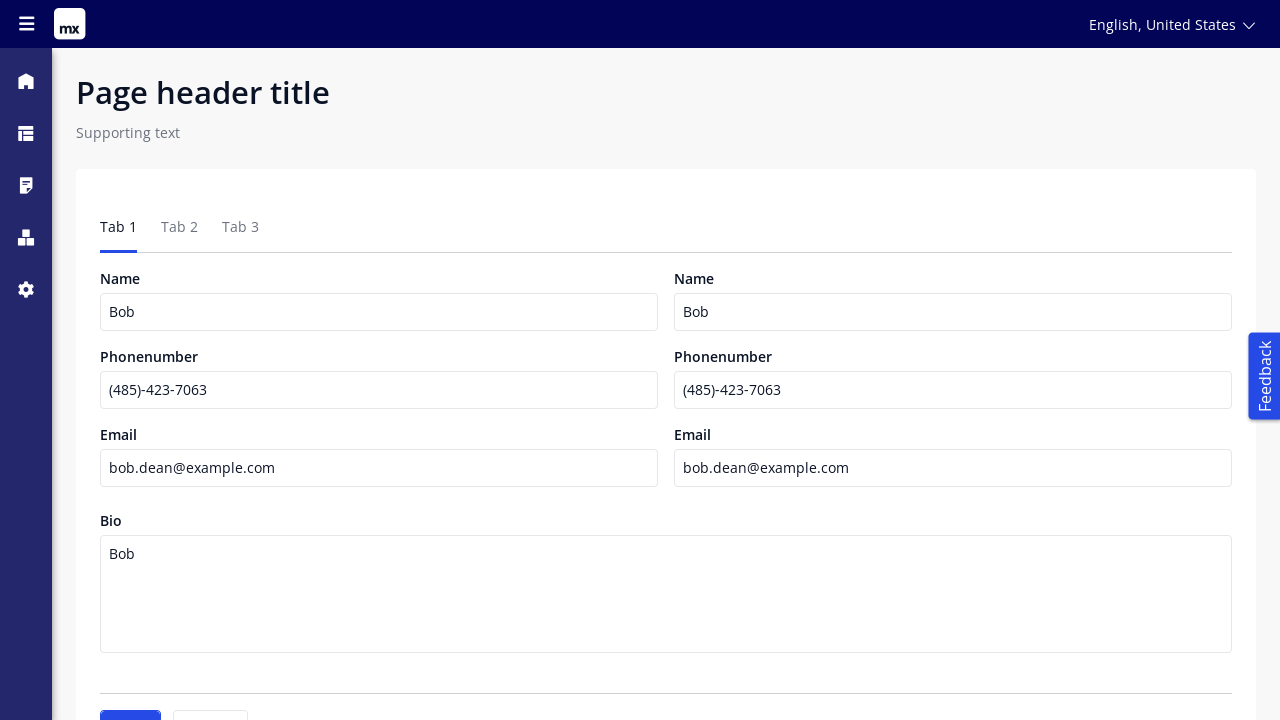 mx
English, United States
Page header title
Supporting text
Tab 1 Tab 2 Tab 3
Name Name
Bob Bob
Phonenumber Phonenumber
(485)-423-7063 (485)-423-7063
Email Email
bob.dean@example.com bob.dean@example.com
Bio
Bob
Feedback